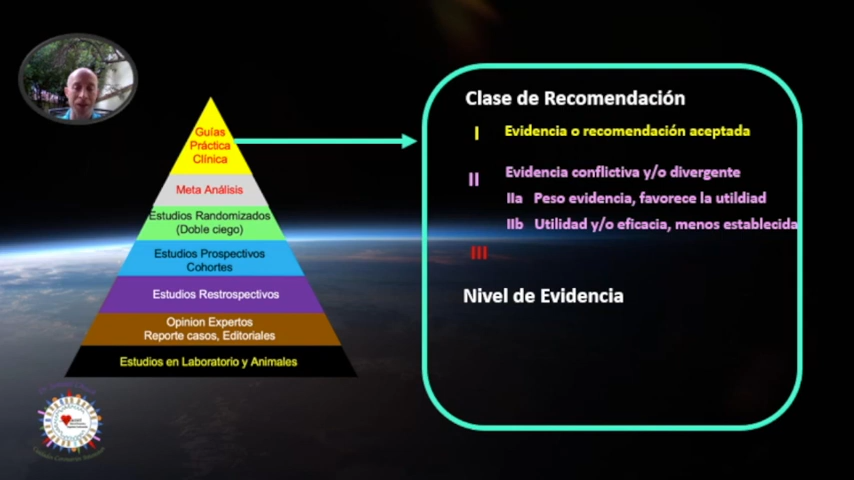 Guías
Práctica
Clínica
Meta Análisis
Estudios Randomizados
(Doble ciego)
Estudios Prospectivos
Cohortes
Estudios Restrospectivos
Opinion Expertos
Reporte casos, Editoriales
Estudios en Laboratorio y Animales
Clase de Recomendación
I Evidencia o recomendación aceptada
II Evidencia conflictiva y/o divergente
IIa Peso evidencia, favorece la utildiad
IIb Utilidad y/o eficacia, menos establecida
III
Nivel de Evidencia